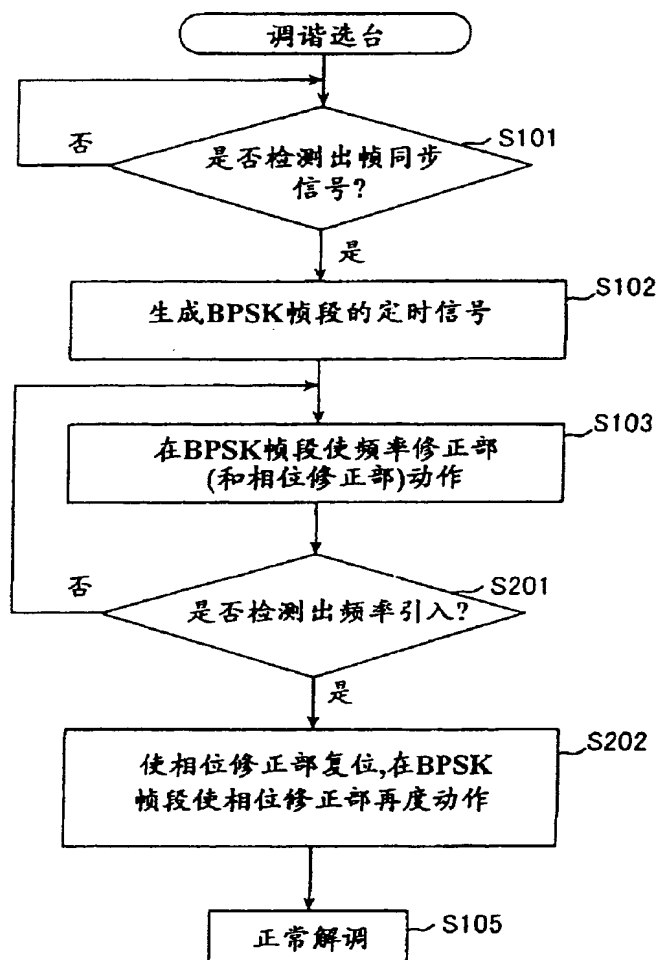 调谐选台
否
S101
是否检测出帧同步
信号?
是
S102
生成BPSK帧段的定时信号
S103
在BPSK帧段使频率修正部
(和相位修正部)动作
否
S201
是否检测出频率引入?
是
S202
使相位修正部复位,在BPSK
帧段使相位修正部再度动作
S105
正常解调